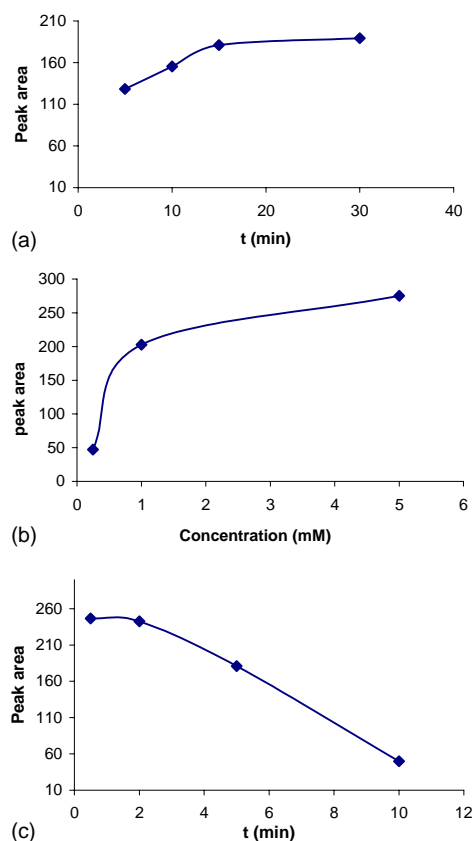 210
160
110
60
10
Peak area
0 10 20 30 40
t (min)
(a)
300
250
200
150
100
50
0
peak area
0 1 2 3 4 5 6
Concentration (mM)
(b)
260
210
160
110
60
10
Peak area
0 2 4 6 8 10 12
t (min)
(c)